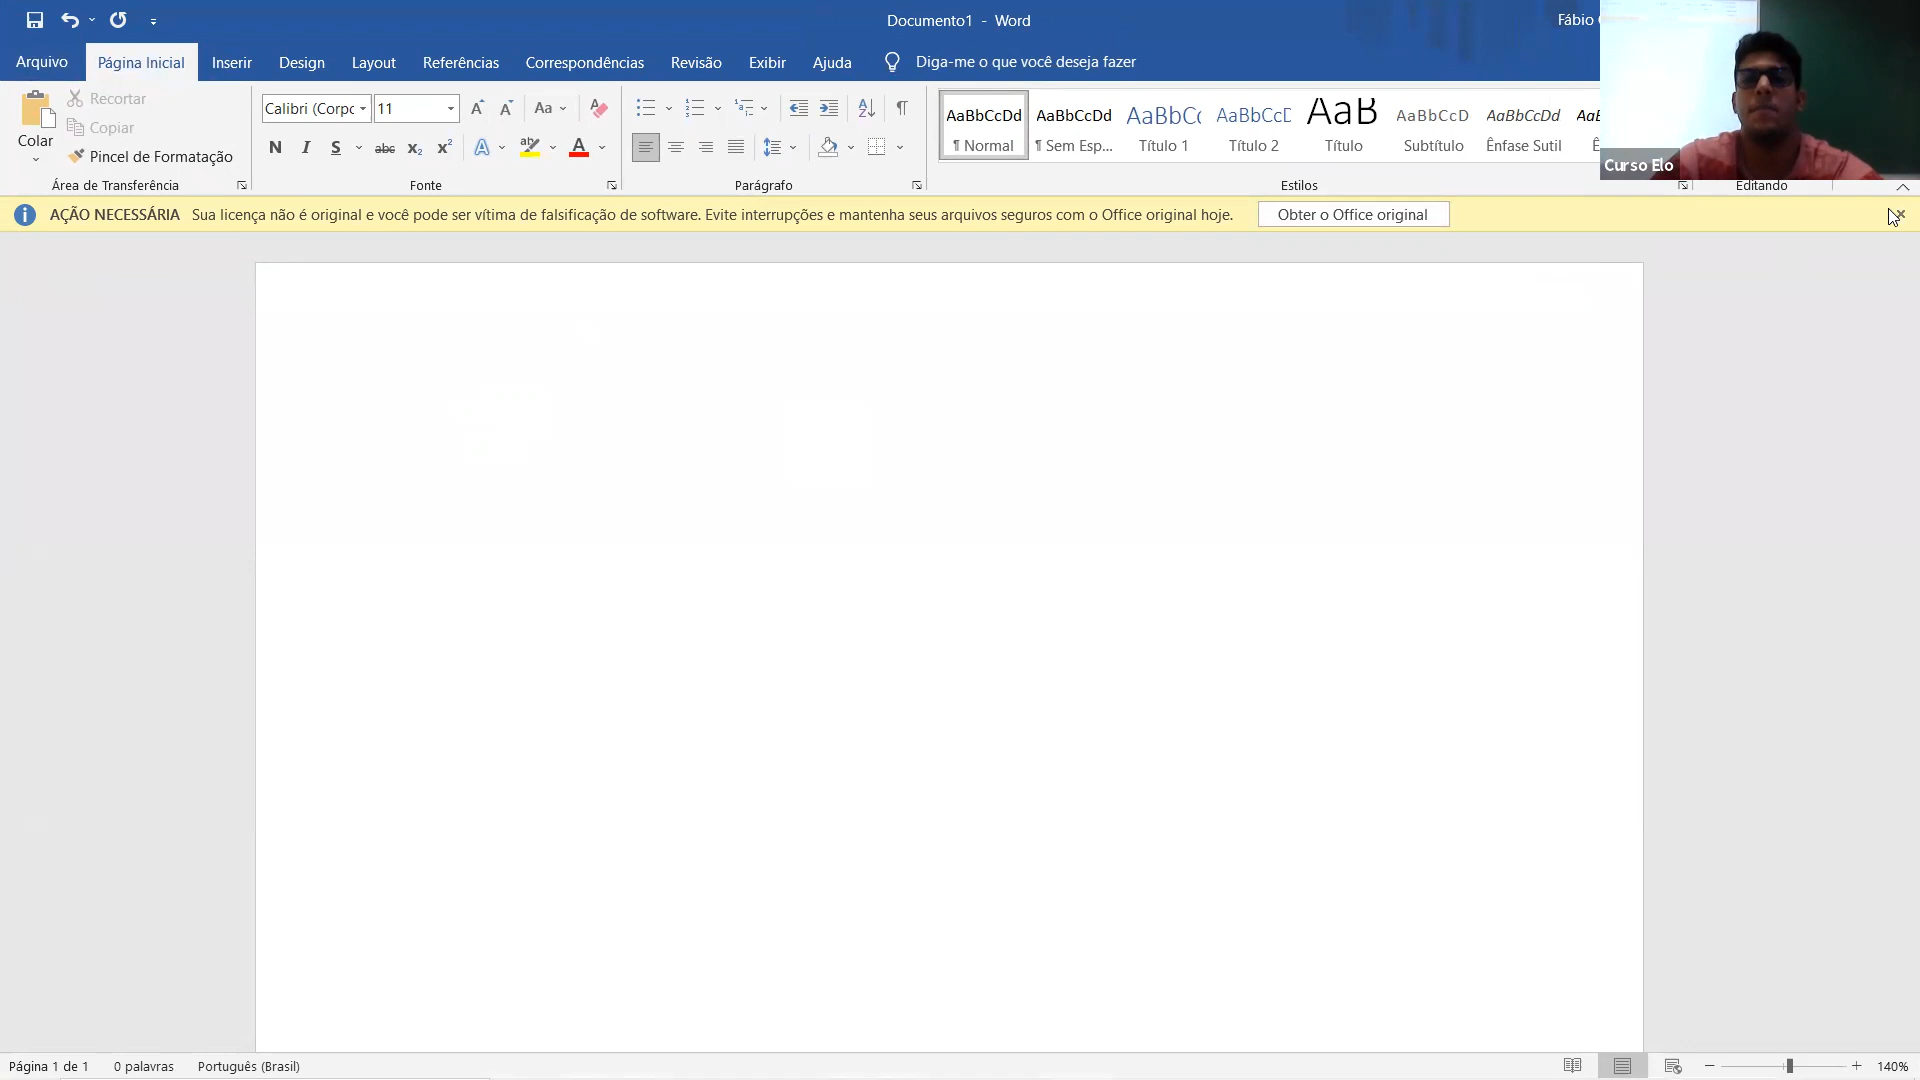 Documento1 - Word
Fábio
Arquivo
Página Inicial
Inserir
Design
Layout
Referências
Correspondências
Revisão
Exibir
Ajuda
Diga-me o que você deseja fazer
Colar
Recortar
Copiar
Pincel de Formatação
Área de Transferência
Calibri (Corpo
11
Aa
N I S abc x₂ x²
A
Fonte
Parágrafo
AaBbCcDd
¶ Normal
AaBbCcDd
¶ Sem Esp...
AaBbCc
Título 1
AaBbCcD
Título 2
AaB
Título
AaBbCcD
Subtítulo
AaBbCcDd
Ênfase Sutil
Estilos
Editando
Curso Elo
AÇÃO NECESSÁRIA Sua licença não é original e você pode ser vítima de falsificação de software. Evite interrupções e mantenha seus arquivos seguros com o Office original hoje.
Obter o Office original
Página 1 de 1
0 palavras
Português (Brasil)
140%